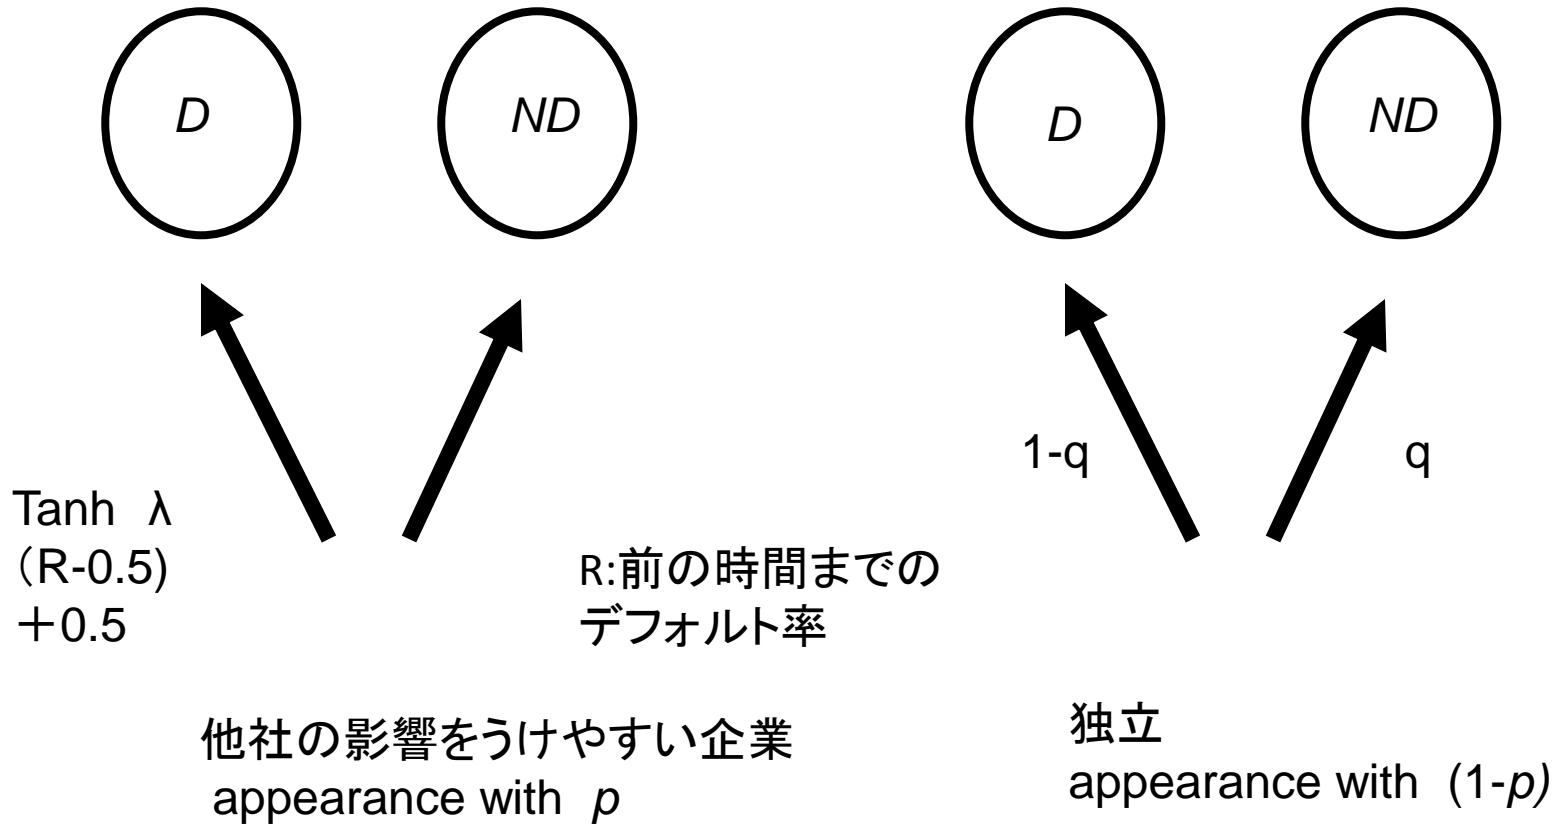 D
ND
D
ND
1-q
q
Tanh λ
（R-0.5)
＋0.5
R:前の時間までの
デフォルト率
他社の影響をうけやすい企業
appearance with p
独立
appearance with (1-p)